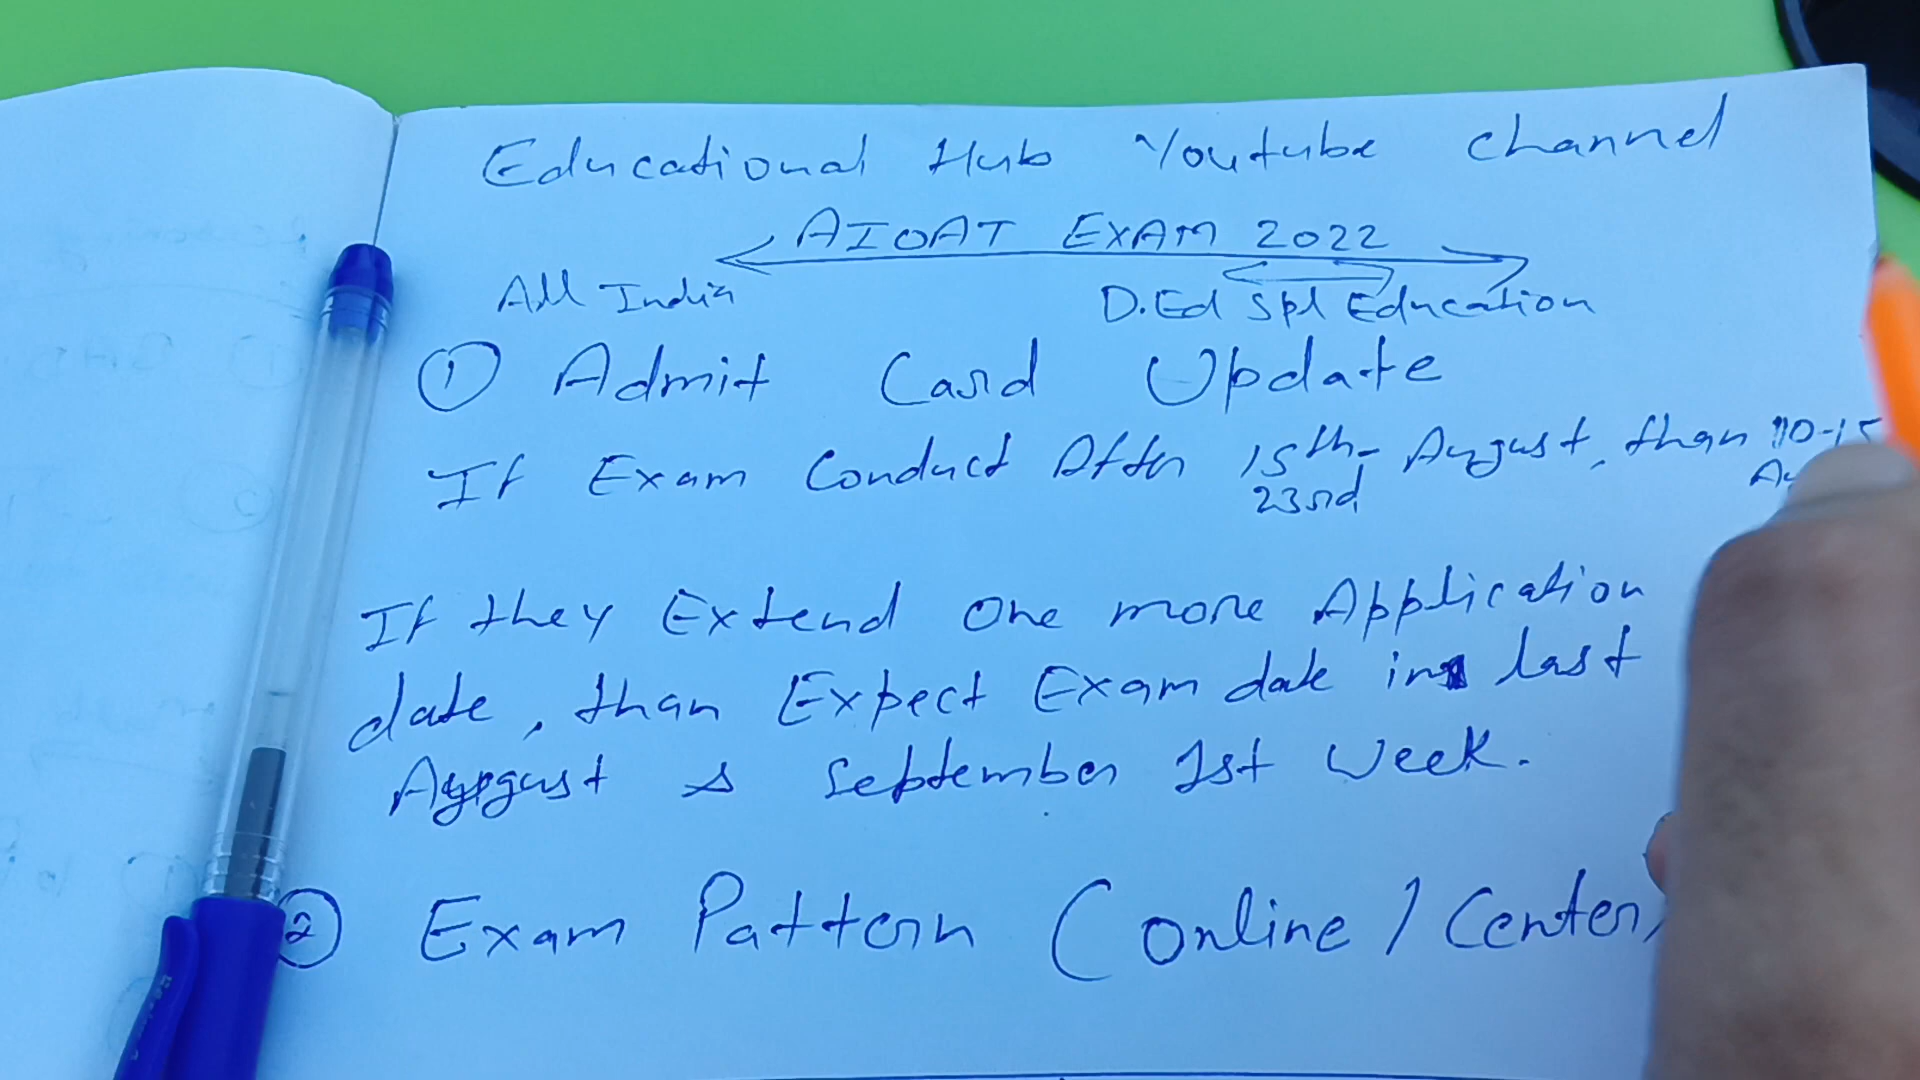 Educational Hub Youtube channel
AIOAT EXAM 2022
All India D.Ed Spl Education
① Admit Card Update
If Exam Conduct After 15th- August, than 10-15
23rd
If they Extend One more Application
date, than Expect Exam date in last
August & September 1st Week.
② Exam Pattern (Online / Center)